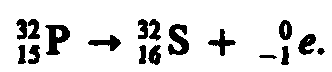 ³²₁₅P → ³²₁₆S + ⁰₋₁e.